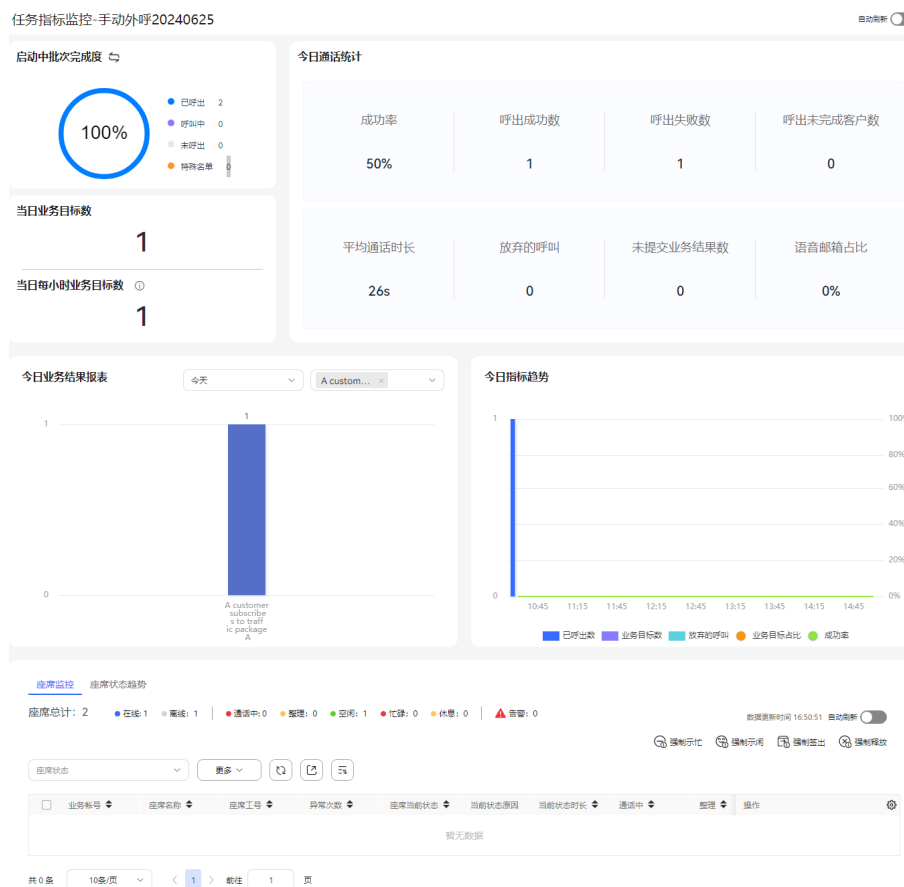 任务指标监控-手动外呼20240625
自动刷新
启动中批次完成度
100%
已呼出 2
呼叫中 0
未呼出 0
特殊名单 0
今日通话统计
成功率 呼出成功数 呼出失败数 呼出未完成客户数
50% 1 1 0
平均通话时长 放弃的呼叫 未提交业务结果数 语音邮箱占比
26s 0 0 0%
当日业务目标数
1
当日每小时业务目标数
1
今日业务结果报表 今天 A custom... ×
1
1
0
A customer
subscribe
s to traff
ic package
A
今日指标趋势
1 100%
80%
60%
40%
20%
0 0%
10:45 11:15 11:45 12:15 12:45 13:15 13:45 14:15 14:45
已呼出数 业务目标数 放弃的呼叫 业务目标占比 成功率
座席监控 座席状态趋势
座席总计：2 在线: 1 离线: 1 通话中: 0 整理: 0 空闲: 1 忙碌: 0 休息: 0 告警: 0
数据更新时间 16:50:51 自动刷新
强制示忙 强制示闲 强制签出 强制释放
座席状态 更多
业务帐号 座席名称 座席工号 异常次数 座席当前状态 当前状态原因 当前状态时长 通话中 整理 操作
暂无数据
共 0 条 10条/页 1 前往 1 页